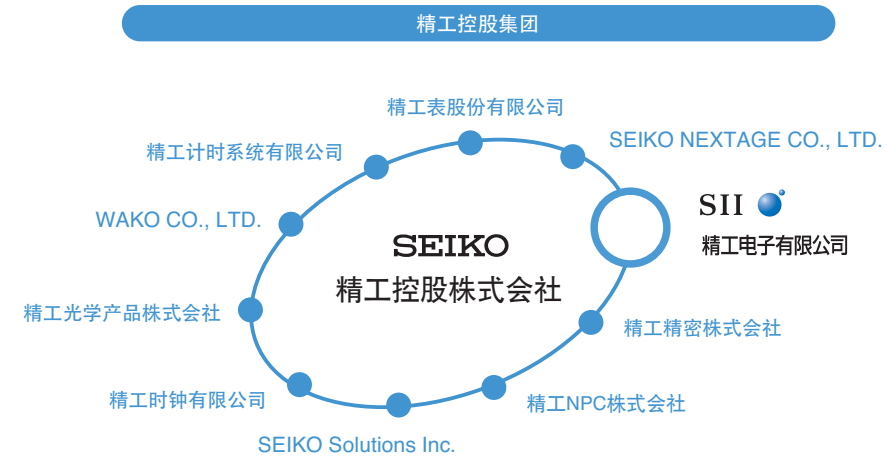 精工控股集团
精工表股份有限公司
SEIKO NEXTAGE CO., LTD.
精工计时系统有限公司
WAKO CO., LTD.
SII
精工电子有限公司
SEIKO
精工控股株式会社
精工光学产品株式会社
精工精密株式会社
精工时钟有限公司
精工NPC株式会社
SEIKO Solutions Inc.